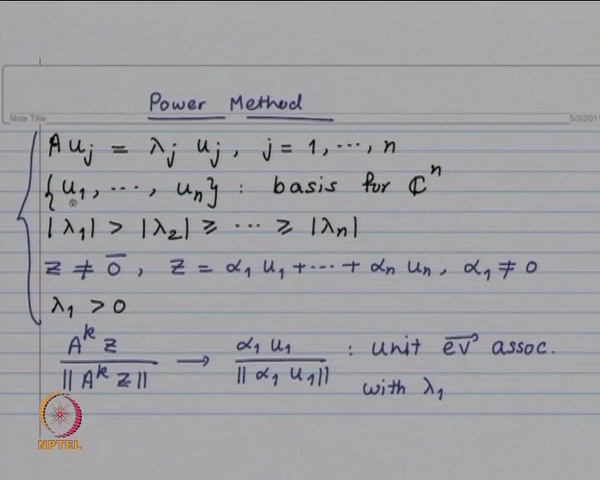 Power Method
Note Title
5/2/2011
A u_j = λ_j u_j, j = 1, ⋯, n
{u_1, ⋯, u_n} : basis for ℂ^n
|λ_1| > |λ_2| ≥ ⋯ ≥ |λ_n|
z ≠ 0̄, z = α_1 u_1 + ⋯ + α_n u_n, α_1 ≠ 0
λ_1 > 0
A^k z / ||A^k z|| → α_1 u_1 / ||α_1 u_1|| : unit ev⃗ assoc.
with λ_1
NPTEL